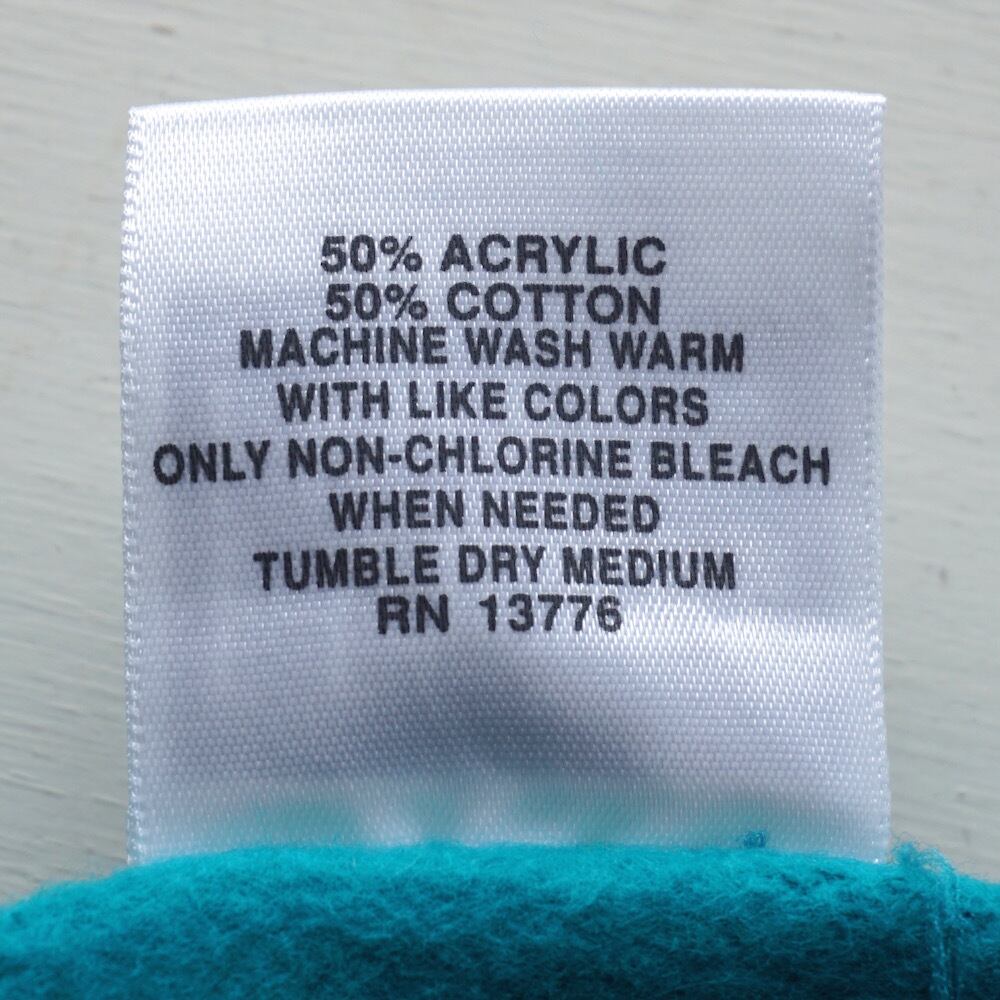 50% ACRYLIC
50% COTTON
MACHINE WASH WARM
WITH LIKE COLORS
ONLY NON-CHLORINE BLEACH
WHEN NEEDED
TUMBLE DRY MEDIUM
RN 13776